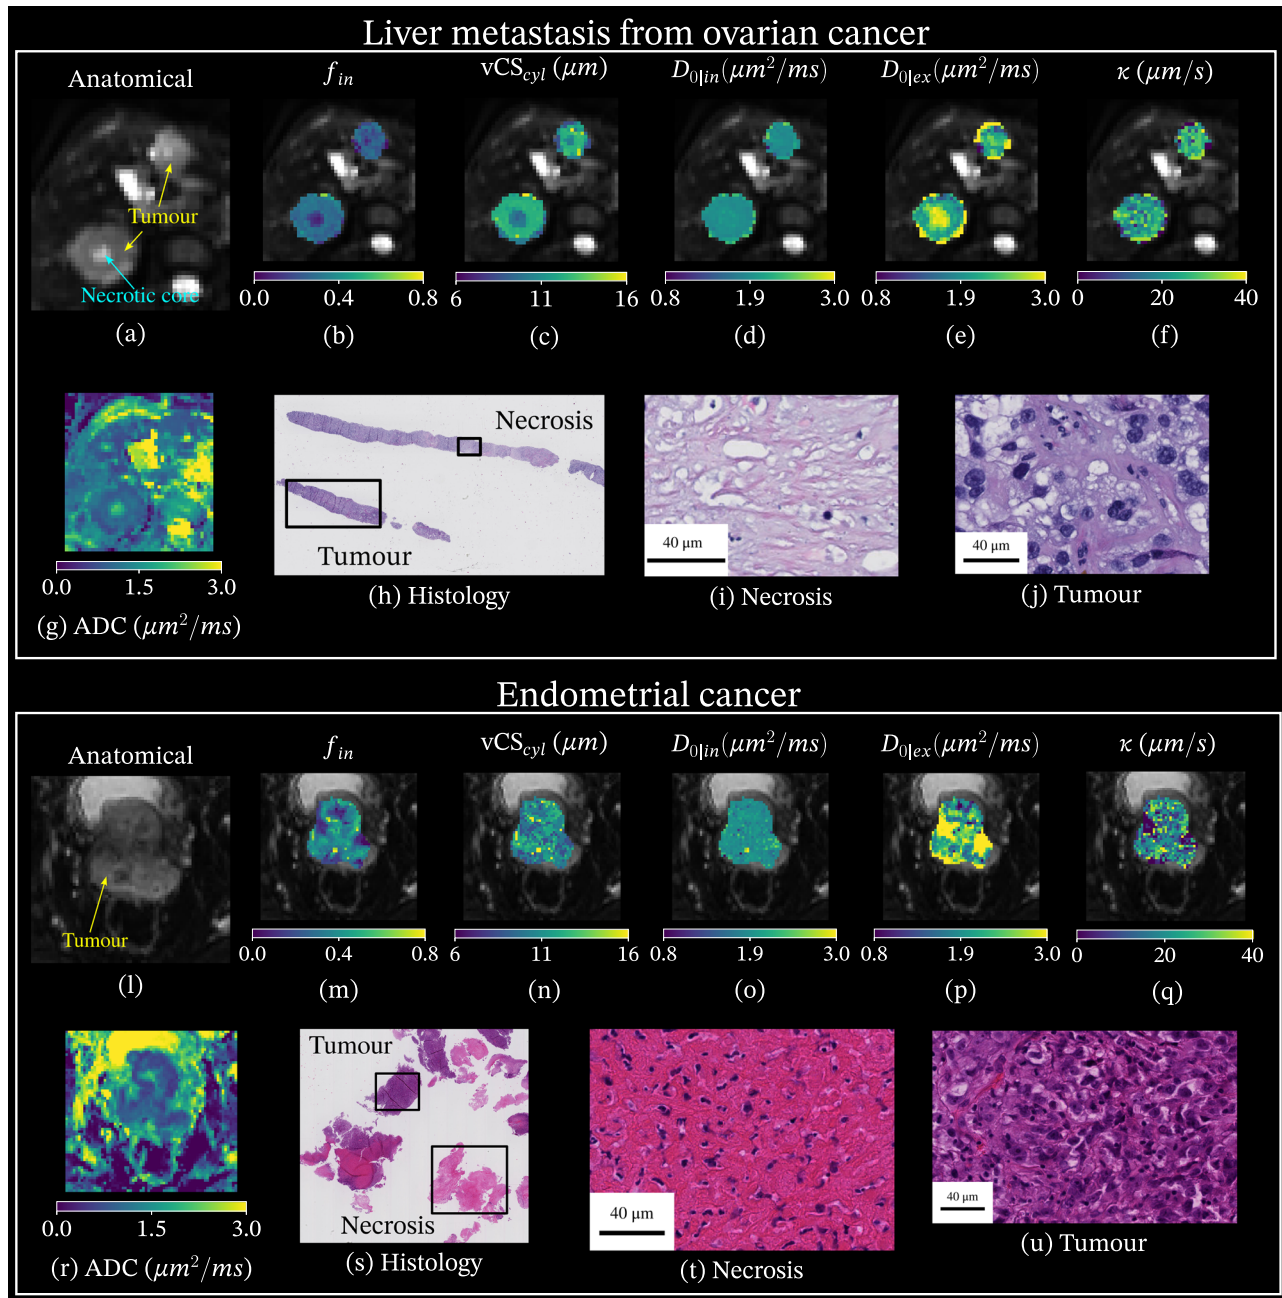 Liver metastasis from ovarian cancer
Anatomical
f_in
vCS_cyl (μm)
D_0|in(μm²/ms)
D_0|ex(μm²/ms)
κ (μm/s)
Tumour
Necrotic core
0.0 0.4 0.8
6 11 16
0.8 1.9 3.0
0.8 1.9 3.0
0 20 40
(a)
(b)
(c)
(d)
(e)
(f)
Necrosis
Tumour
40 μm
40 μm
0.0 1.5 3.0
(g) ADC (μm²/ms)
(h) Histology
(i) Necrosis
(j) Tumour
Endometrial cancer
Anatomical
f_in
vCS_cyl (μm)
D_0|in(μm²/ms)
D_0|ex(μm²/ms)
κ (μm/s)
Tumour
0.0 0.4 0.8
6 11 16
0.8 1.9 3.0
0.8 1.9 3.0
0 20 40
(l)
(m)
(n)
(o)
(p)
(q)
Tumour
Necrosis
40 μm
40 μm
0.0 1.5 3.0
(r) ADC (μm²/ms)
(s) Histology
(t) Necrosis
(u) Tumour